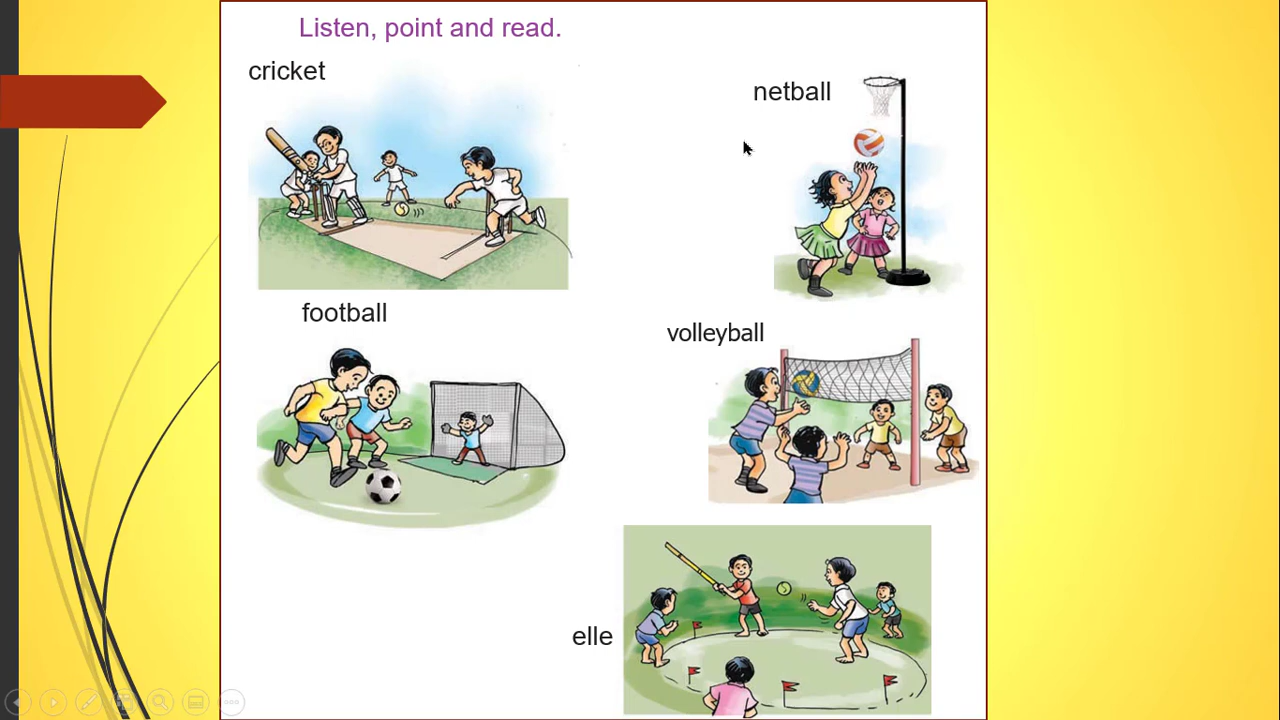 Listen, point and read.
cricket
netball
football
volleyball
elle